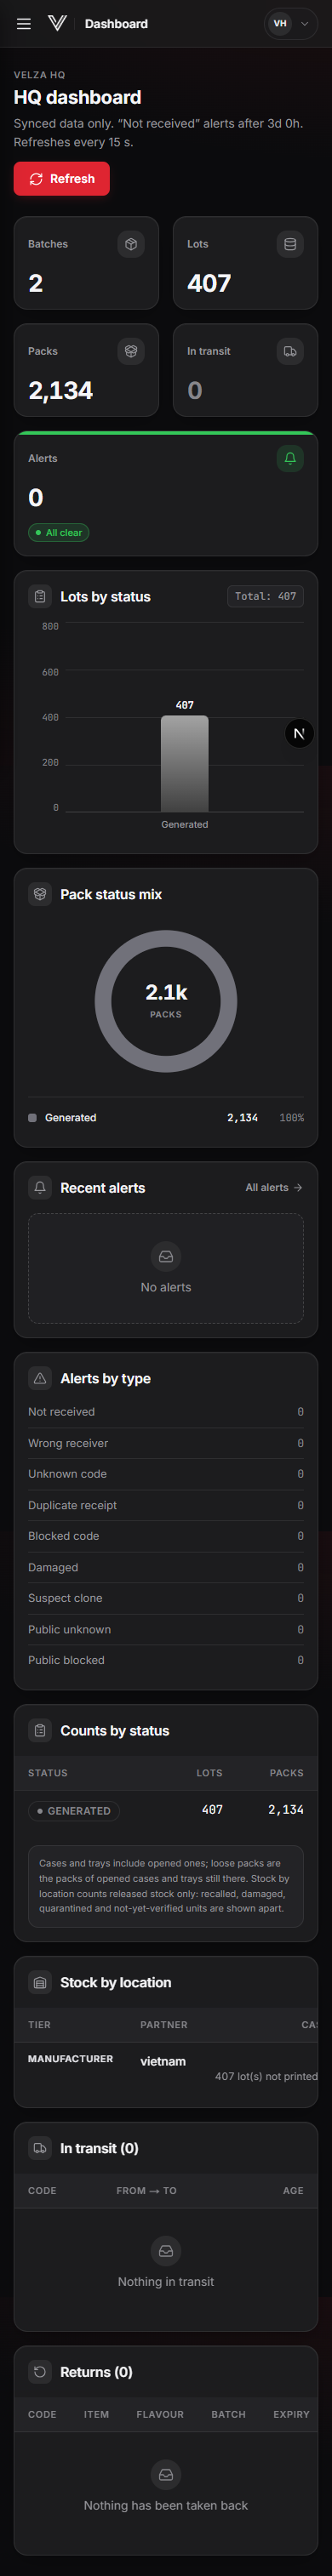 Dashboard
VH
VELZA HQ
HQ dashboard
Synced data only. “Not received” alerts after 3d 0h.
Refreshes every 15 s.
Refresh
Batches
2
Lots
407
Packs
2,134
In transit
0
Alerts
0
All clear
Lots by status
Total: 407
800
600
400
200
0
407
Generated
N
Pack status mix
2.1k
PACKS
Generated 2,134 100%
Recent alerts
All alerts →
No alerts
Alerts by type
Not received 0
Wrong receiver 0
Unknown code 0
Duplicate receipt 0
Blocked code 0
Damaged 0
Suspect clone 0
Public unknown 0
Public blocked 0
Counts by status
STATUS LOTS PACKS
GENERATED 407 2,134
Cases and trays include opened ones; loose packs are
the packs of opened cases and trays still there. Stock by
location counts released stock only: recalled, damaged,
quarantined and not-yet-verified units are shown apart.
Stock by location
TIER PARTNER CA
MANUFACTURER vietnam
407 lot(s) not printed
In transit (0)
CODE FROM → TO AGE
Nothing in transit
Returns (0)
CODE ITEM FLAVOUR BATCH EXPIRY
Nothing has been taken back